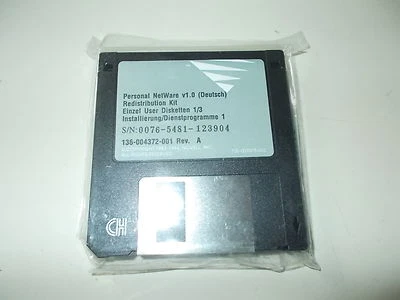 Personal NetWare v1.0 (Deutsch)
Redistribution Kit
Einzel User Disketten 1/3
Installierung/Dienstprogramme 1
S/N:0076-5481-123904
136-004372-001 Rev. A